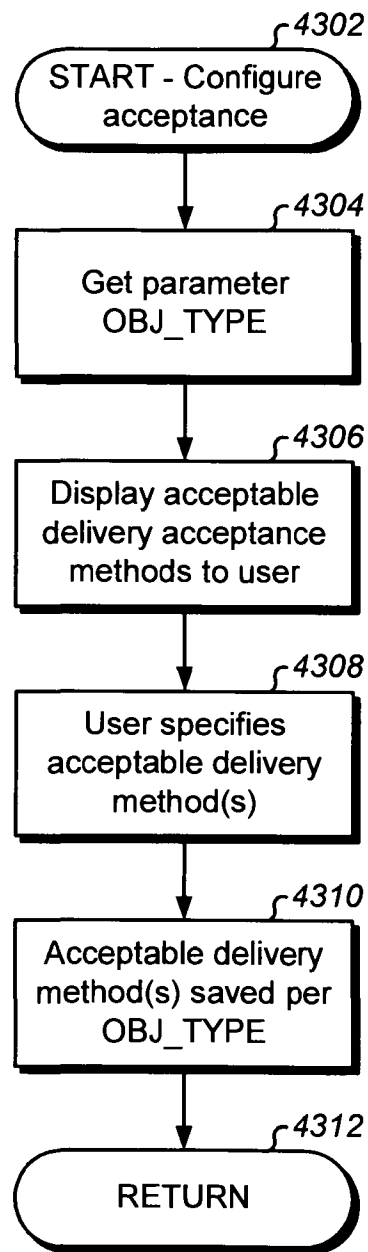 4302
START - Configure
acceptance
4304
Get parameter
OBJ_TYPE
4306
Display acceptable
delivery acceptance
methods to user
4308
User specifies
acceptable delivery
method(s)
4310
Acceptable delivery
method(s) saved per
OBJ_TYPE
4312
RETURN